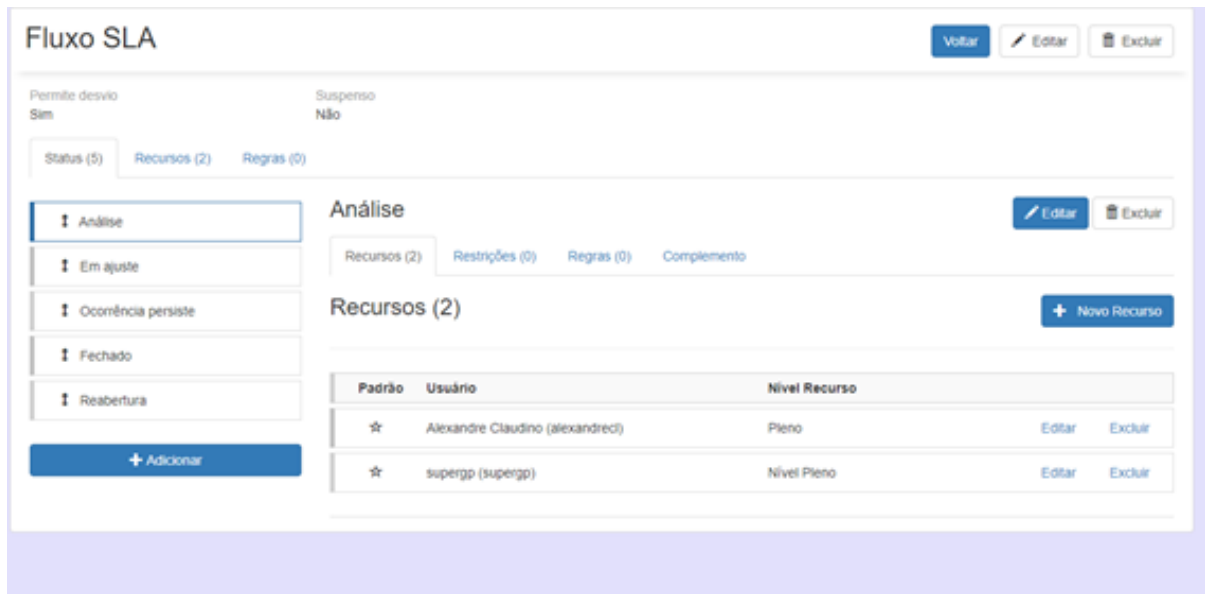 Fluxo SLA
Voltar
Editar
Excluir
Permite desvio
Suspenso
Sim
Não
Status (5)
Recursos (2)
Regras (0)
Análise
Em ajuste
Ocorrência persiste
Fechado
Reabertura
Adicionar
Análise
Editar
Excluir
Recursos (2)
Restrições (0)
Regras (0)
Complemento
Recursos (2)
Novo Recurso
Padrão Usuário Nível Recurso
Alexandre Claudino (alexandrecl) Pleno Editar Excluir
supergp (supergp) Nível Pleno Editar Excluir